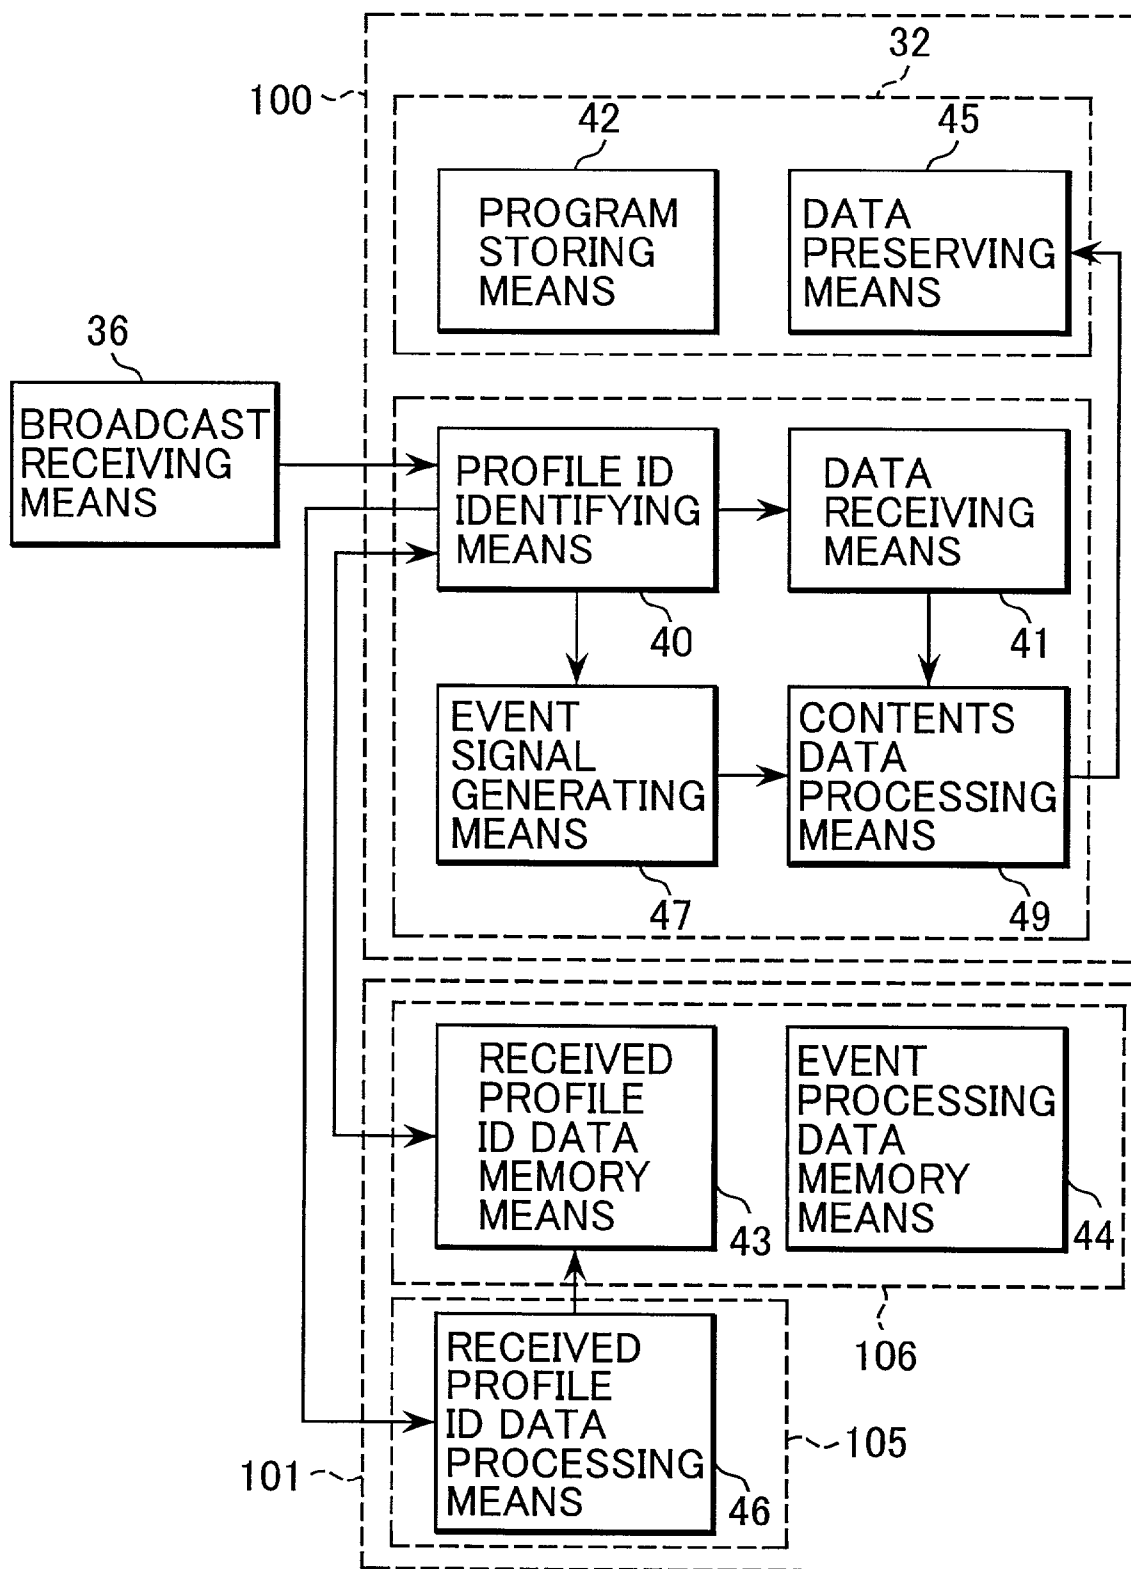 100
32
42
45
PROGRAM
STORING
MEANS
DATA
PRESERVING
MEANS
36
BROADCAST
RECEIVING
MEANS
PROFILE ID
IDENTIFYING
MEANS
DATA
RECEIVING
MEANS
40
41
EVENT
SIGNAL
GENERATING
MEANS
CONTENTS
DATA
PROCESSING
MEANS
47
49
RECEIVED
PROFILE
ID DATA
MEMORY
MEANS
EVENT
PROCESSING
DATA
MEMORY
MEANS
43
44
106
RECEIVED
PROFILE
ID DATA
PROCESSING
MEANS
105
101
46